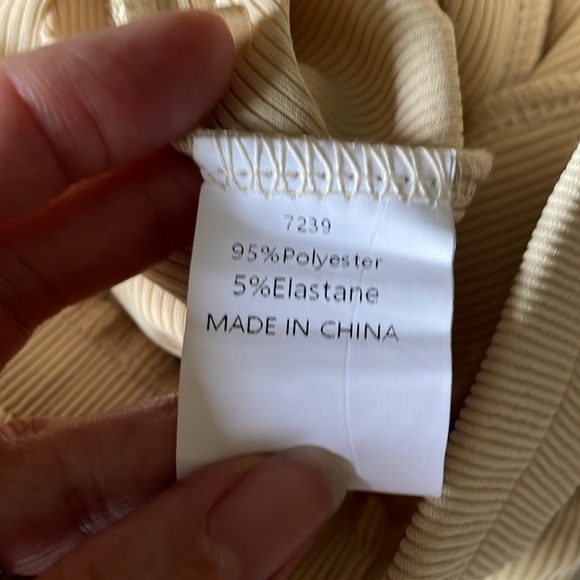 7239
95%Polyester
5%Elastane
MADE IN CHINA